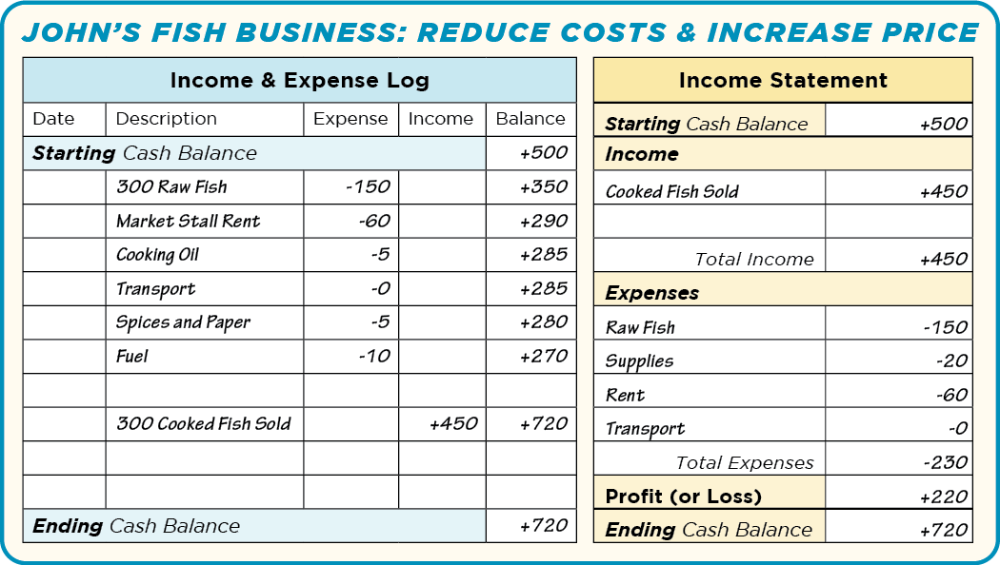 JOHN'S FISH BUSINESS: REDUCE COSTS & INCREASE PRICE
Income & Expense Log
Date Description Expense Income Balance
Starting Cash Balance +500
300 Raw Fish -150 +350
Market Stall Rent -60 +290
Cooking Oil -5 +285
Transport -0 +285
Spices and Paper -5 +280
Fuel -10 +270
300 Cooked Fish Sold +450 +720
Ending Cash Balance +720
Income Statement
Starting Cash Balance +500
Income
Cooked Fish Sold +450
Total Income +450
Expenses
Raw Fish -150
Supplies -20
Rent -60
Transport -0
Total Expenses -230
Profit (or Loss) +220
Ending Cash Balance +720